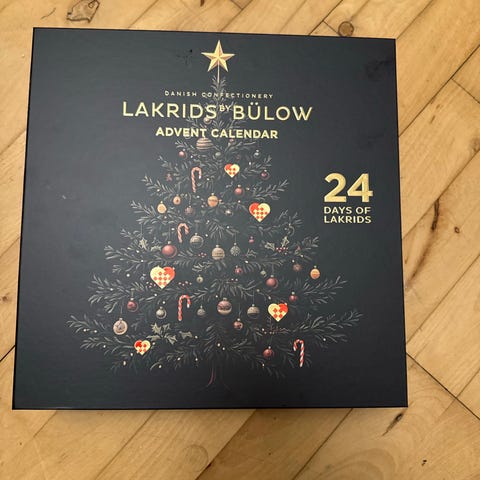 DANISH CONFECTIONERY
LAKRIDS BY BÜLOW
ADVENT CALENDAR
24
DAYS OF
LAKRIDS